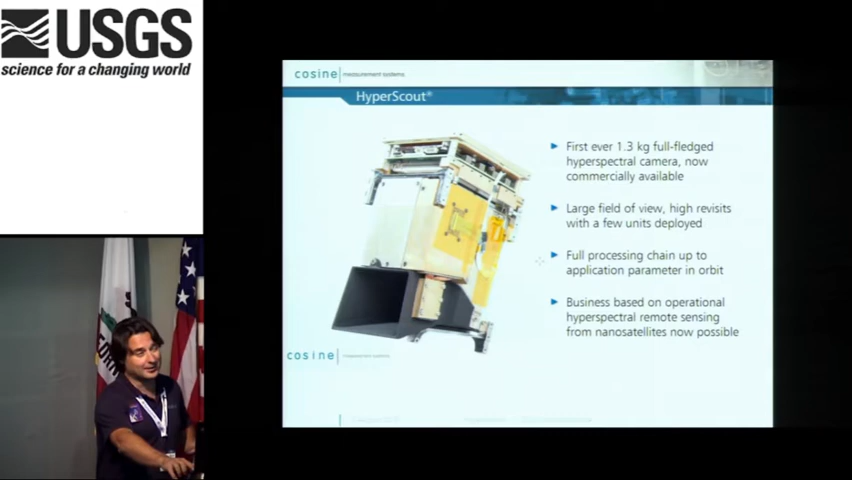 USGS
science for a changing world
cosine measurement systems
HyperScout®
First ever 1.3 kg full-fledged
hyperspectral camera, now
commercially available
Large field of view, high revisits
with a few units deployed
Full processing chain up to
application parameter in orbit
Business based on operational
hyperspectral remote sensing
from nanosatellites now possible
cosine measurement systems